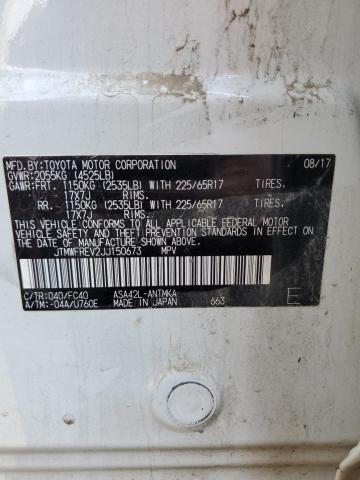 MFD.BY:TOYOTA MOTOR CORPORATION 08/17
GVWR:2055KG (4525LB)
GAWR:FRT. 1150KG (2535LB) WITH 225/65R17 TIRES.
17X7J RIMS.
RR. 1150KG (2535LB) WITH 225/65R17 TIRES.
17X7J RIMS.
THIS VEHICLE CONFORMS TO ALL APPLICABLE FEDERAL MOTOR
VEHICLE SAFETY AND BUMPER STANDARDS IN EFFECT ON THE
DATE OF MANUFACTURE SHOWN ABOVE.
JTMWFREV2JJ150673 MPV
C/TR:040/FC40 ASA42L-ANTMKA
A/TM:-04A/U760E MADE IN JAPAN 663 E